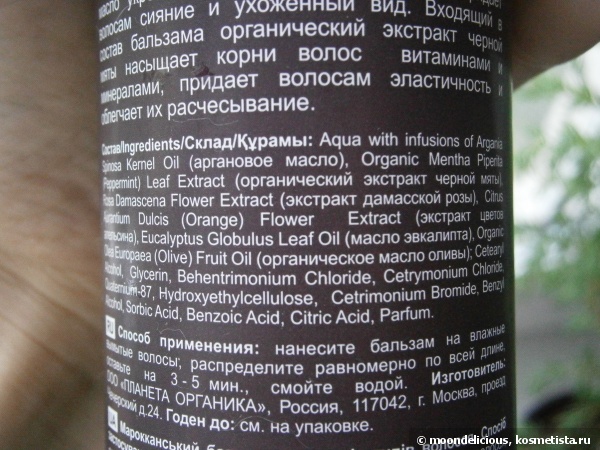 масло
волосам сияние и ухоженный вид. Входящий в
состав бальзама органический экстракт черной
мяты насыщает корни волос витаминами и
минералами, придает волосам эластичность и
облегчает их расчесывание.
Состав/Ingredients/Склад/Құрамы: Aqua with infusions of Argania
Spinosa Kernel Oil (аргановое масло), Organic Mentha Piperita
(Peppermint) Leaf Extract (органический экстракт черной мяты),
Rosa Damascena Flower Extract (экстракт дамасской розы), Citrus
Aurantium Dulcis (Orange) Flower Extract (экстракт цветов
апельсина), Eucalyptus Globulus Leaf Oil (масло эвкалипта), Organic
Olea Europaea (Olive) Fruit Oil (органическое масло оливы); Cetearyl
Alcohol, Glycerin, Behentrimonium Chloride, Cetrymonium Chloride,
Quaternium-87, Hydroxyethylcellulose, Cetrimonium Bromide, Benzyl
Alcohol, Sorbic Acid, Benzoic Acid, Citric Acid, Parfum.
RU Способ применения: нанесите бальзам на влажные
вымытые волосы; распределите равномерно по всей длине,
оставьте на 3-5 мин., смойте водой. Изготовитель:
ООО «ПЛАНЕТА ОРГАНИКА», Россия, 117042, г. Москва, проезд
Чечерский д.24. Годен до: см. на упаковке.
Марокканський Спосіб
© moondelicious, kosmetista.ru